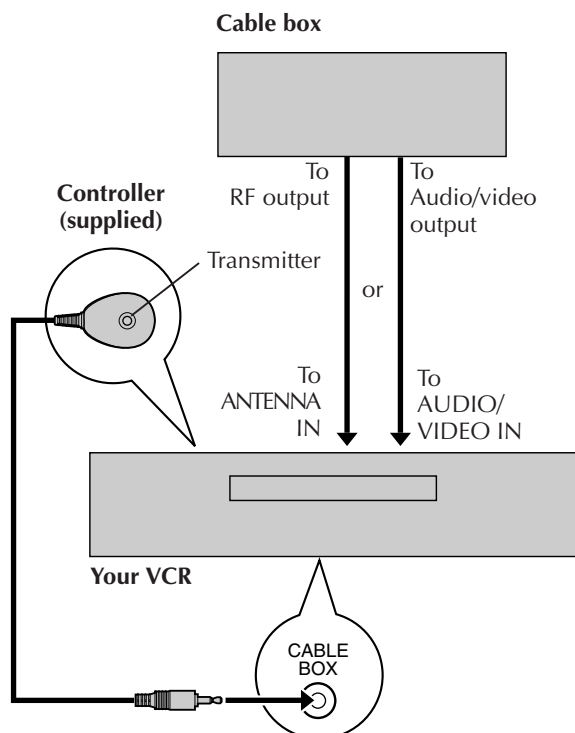 Cable box
To
RF output
To
Audio/video
output
Controller
(supplied)
Transmitter
or
To
ANTENNA
IN
To
AUDIO/
VIDEO IN
Your VCR
CABLE
BOX